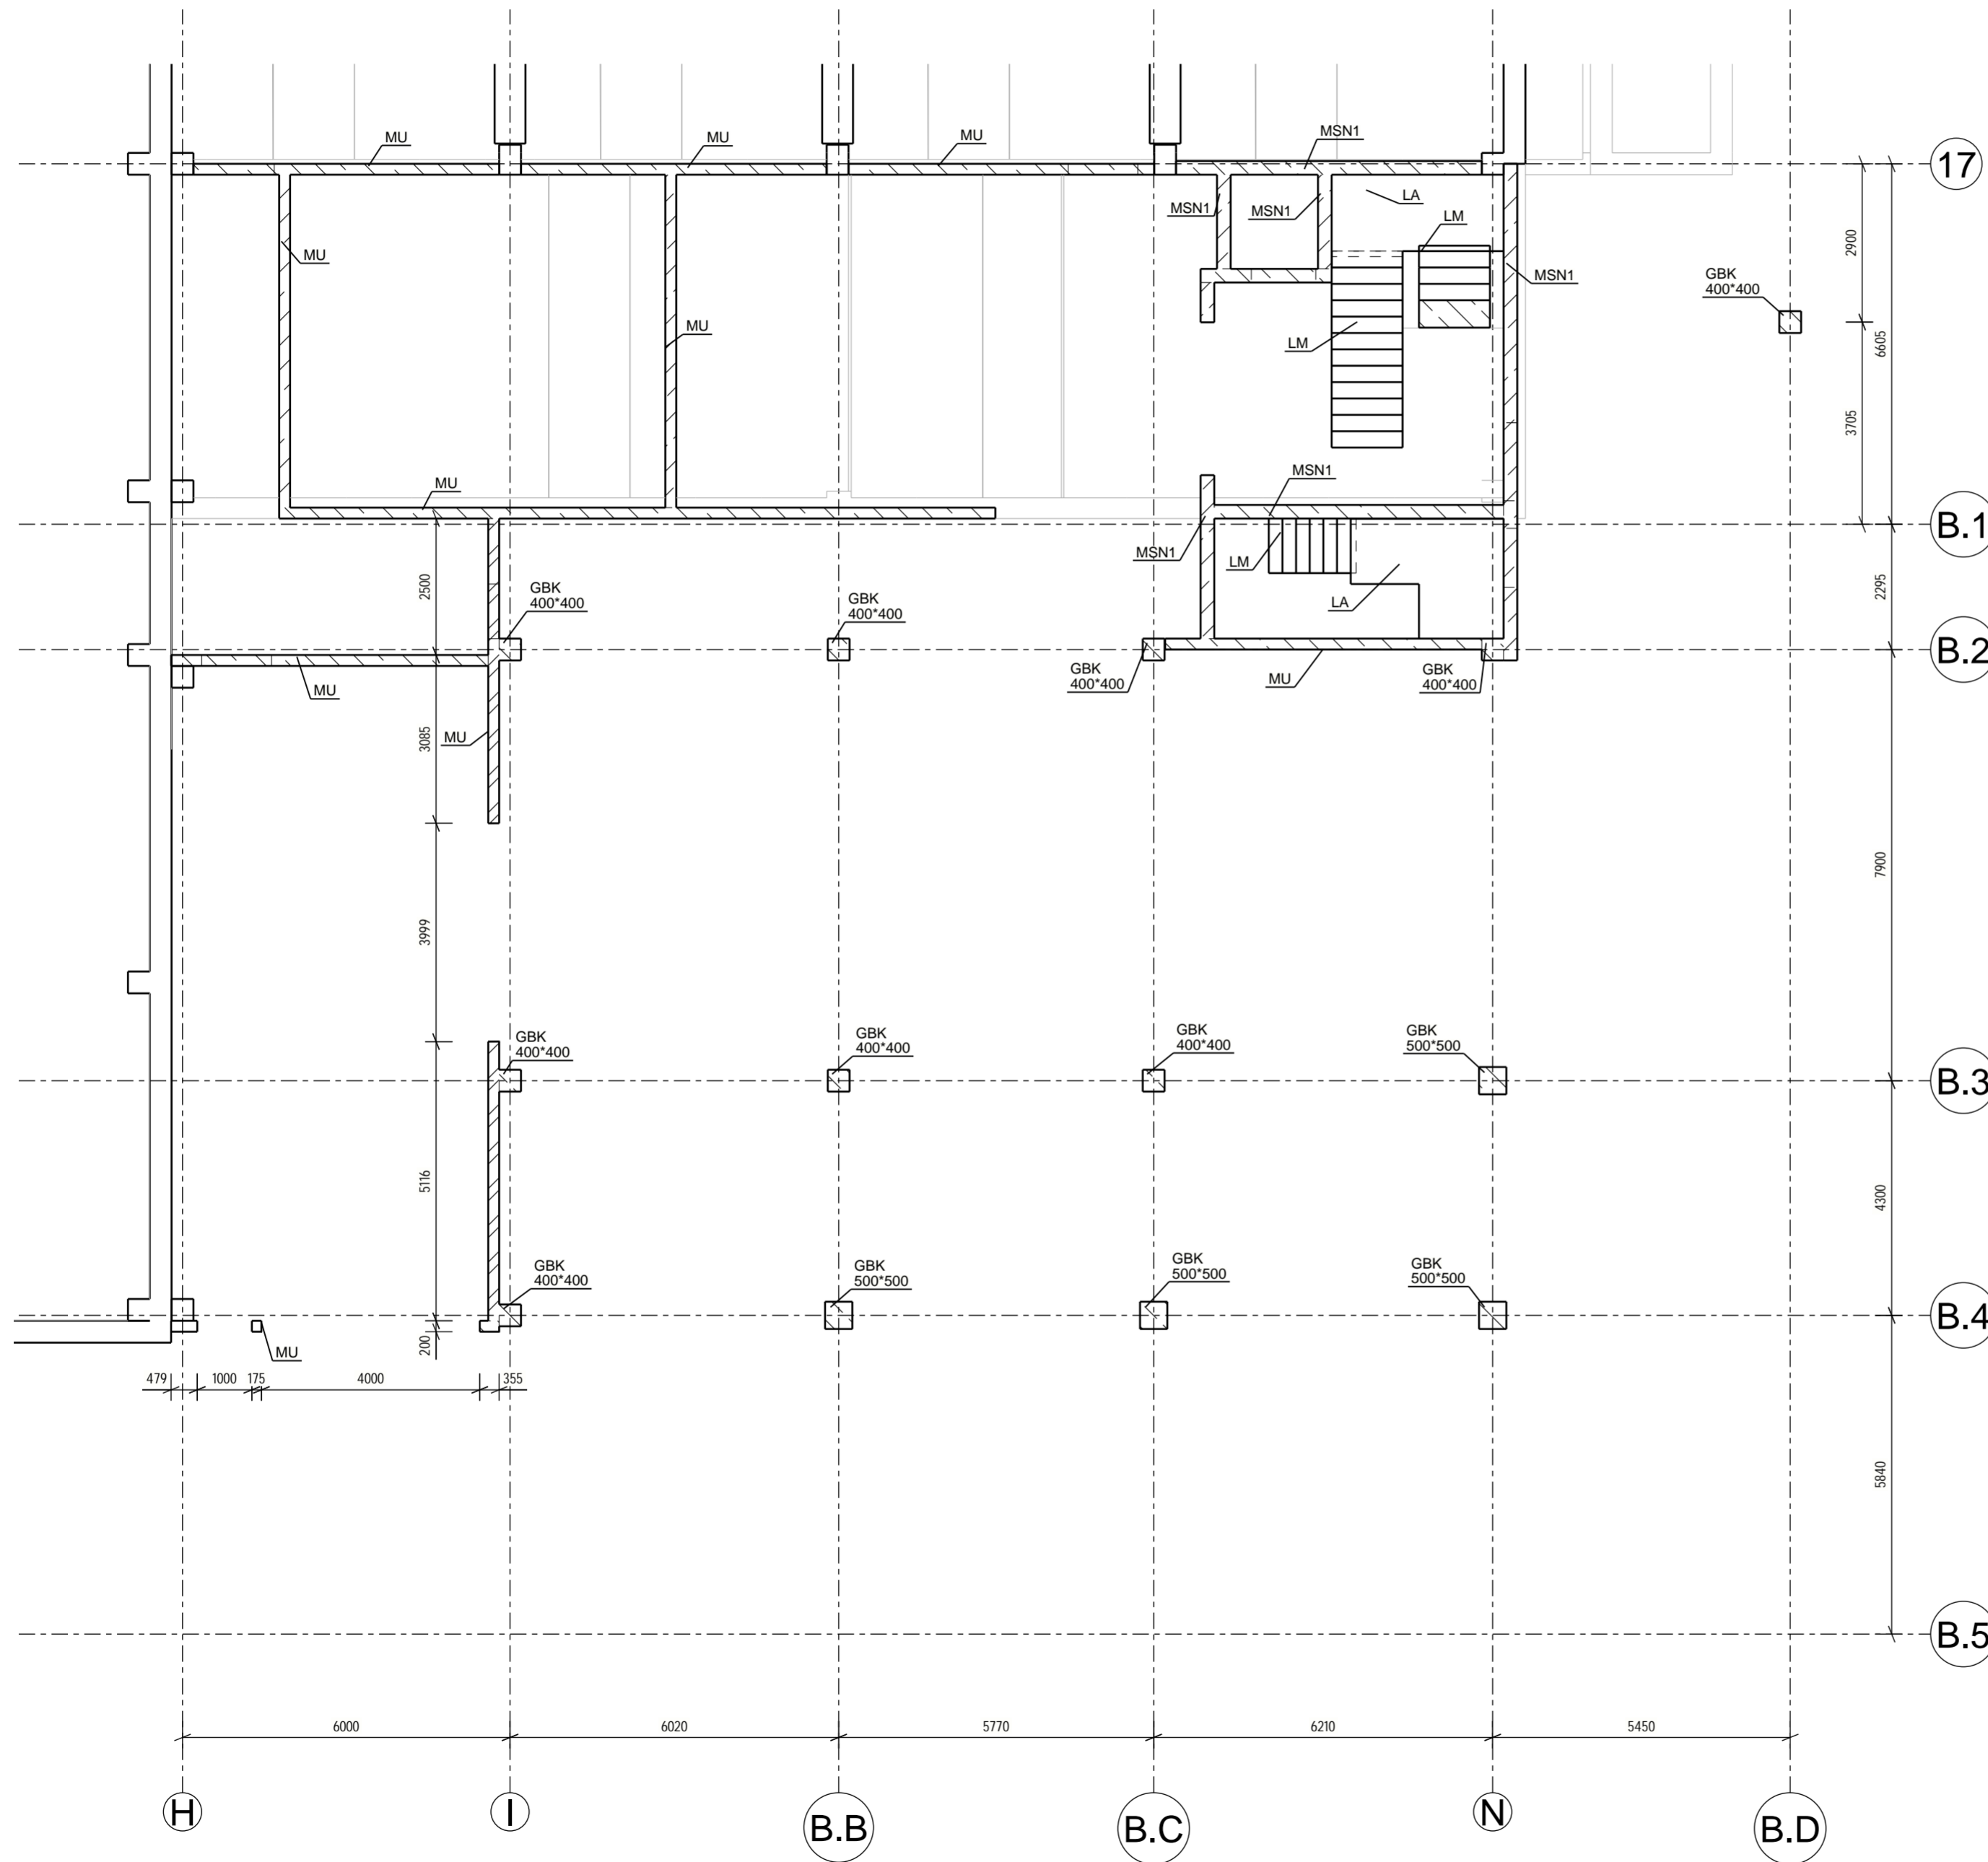 MU
MU
MU
MSN1
17
MSN1
MSN1
LA
LM
MU
2900
6605
MSN1
GBK
400*400
MU
LM
3705
MU
MSN1
B.1
MSN1
LM
2500
GBK
400*400
GBK
400*400
LA
2295
B.2
MU
GBK
400*400
MU
GBK
400*400
MU
3085
7900
3999
GBK
400*400
GBK
400*400
GBK
400*400
GBK
500*500
B.3
5116
4300
GBK
400*400
GBK
500*500
GBK
500*500
GBK
500*500
B.4
200
MU
479
1000
175
4000
355
5840
B.5
6000
6020
5770
6210
5450
H
I
B.B
B.C
N
B.D